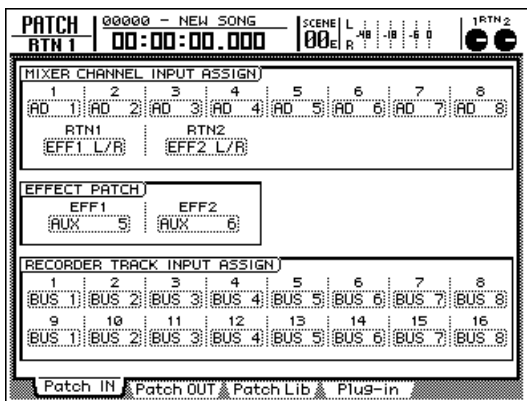 PATCH
RTN 1
00000 - NEW SONG
00:00:00.000
SCENE
00E
L
R -48 -18 -6 0
1RTN2
MIXER CHANNEL INPUT ASSIGN
1 2 3 4 5 6 7 8
AD 1 AD 2 AD 3 AD 4 AD 5 AD 6 AD 7 AD 8
RTN1 RTN2
EFF1 L/R EFF2 L/R
EFFECT PATCH
EFF1 EFF2
AUX 5 AUX 6
RECORDER TRACK INPUT ASSIGN
1 2 3 4 5 6 7 8
BUS 1 BUS 2 BUS 3 BUS 4 BUS 5 BUS 6 BUS 7 BUS 8
9 10 11 12 13 14 15 16
BUS 1 BUS 2 BUS 3 BUS 4 BUS 5 BUS 6 BUS 7 BUS 8
Patch IN Patch OUT Patch Lib Plug-in